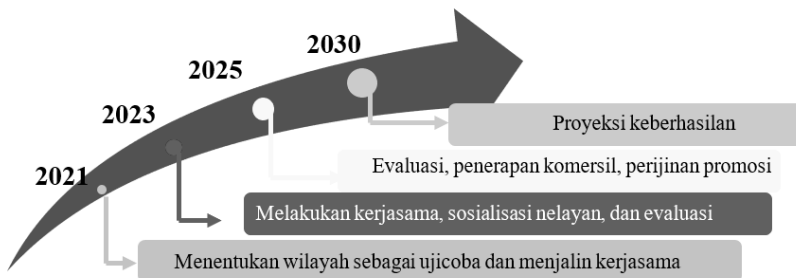 2030
Proyeksi keberhasilan
2025
Evaluasi, penerapan komersil, perijinan promosi
2023
Melakukan kerjasama, sosialisasi nelayan, dan evaluasi
2021
Menentukan wilayah sebagai ujicoba dan menjalin kerjasama